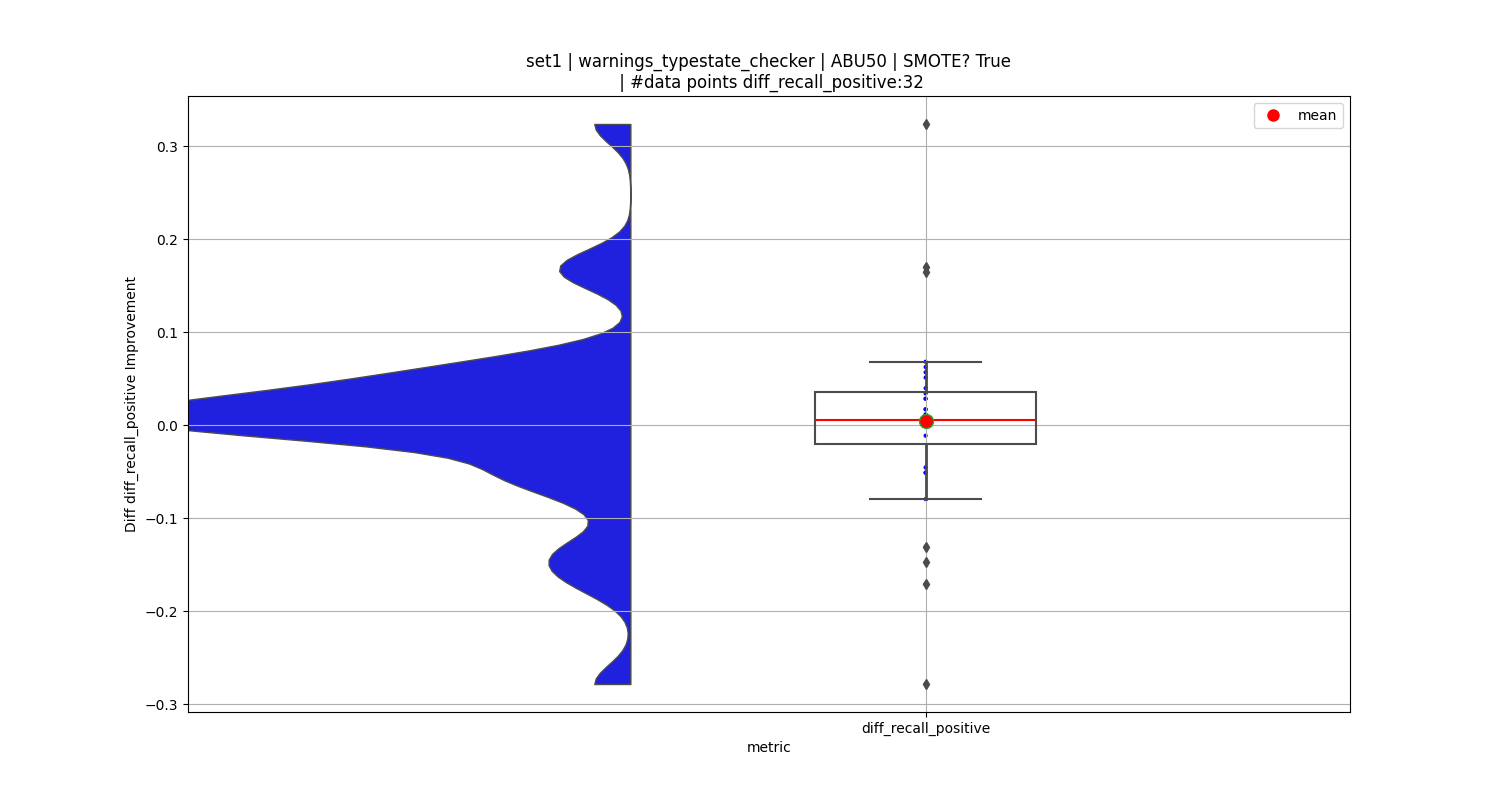 set1 | warnings_typestate_checker | ABU50 | SMOTE? True
| #data points diff_recall_positive:32
mean
0.3
0.2
0.1
0.0
−0.1
−0.2
−0.3
Diff diff_recall_positive Improvement
diff_recall_positive
metric